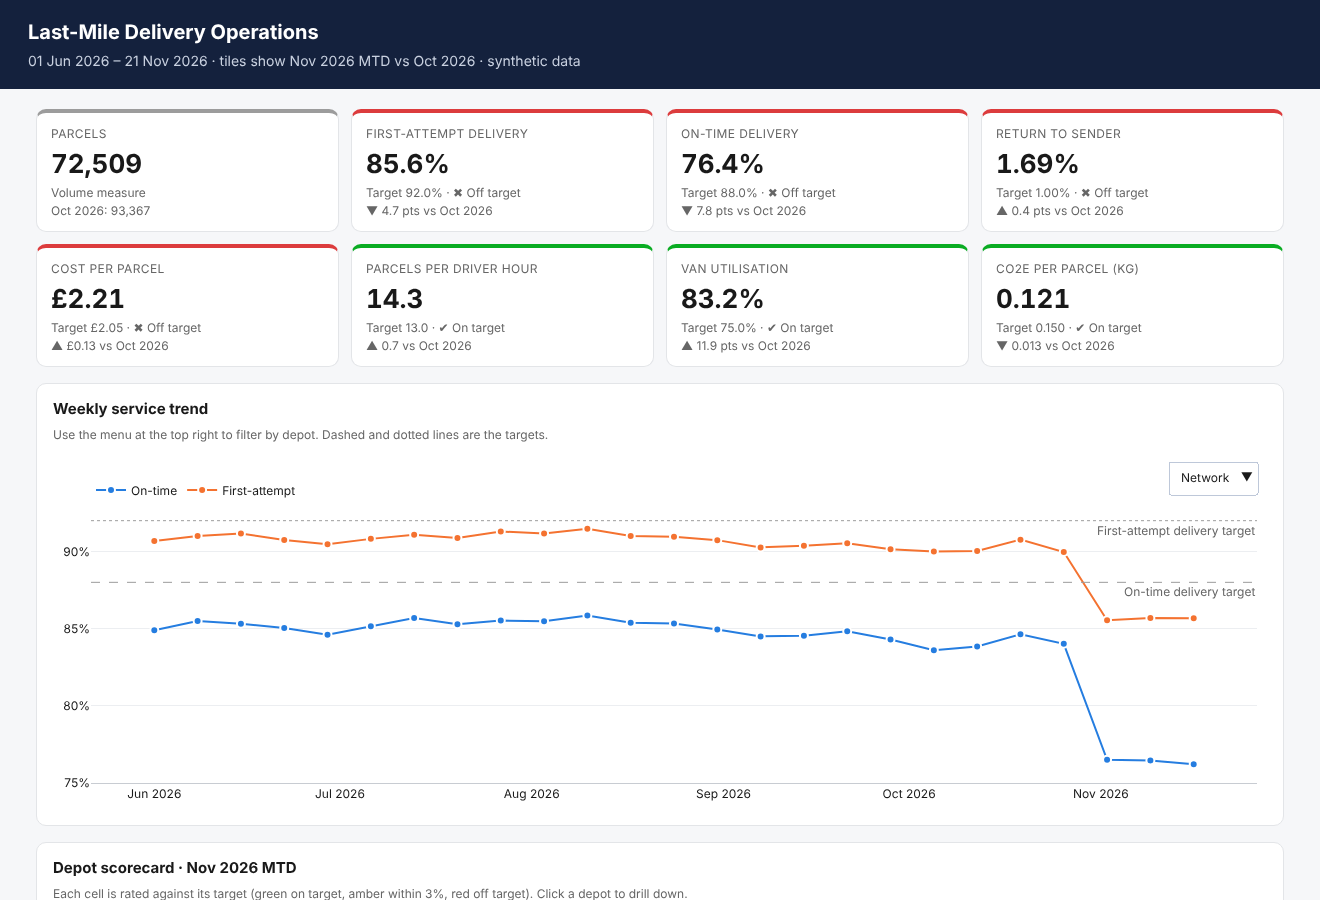 Last-Mile Delivery Operations
01 Jun 2026 – 21 Nov 2026 · tiles show Nov 2026 MTD vs Oct 2026 · synthetic data
PARCELS
72,509
Volume measure
Oct 2026: 93,367
FIRST-ATTEMPT DELIVERY
85.6%
Target 92.0% · ✖ Off target
▼ 4.7 pts vs Oct 2026
ON-TIME DELIVERY
76.4%
Target 88.0% · ✖ Off target
▼ 7.8 pts vs Oct 2026
RETURN TO SENDER
1.69%
Target 1.00% · ✖ Off target
▲ 0.4 pts vs Oct 2026
COST PER PARCEL
£2.21
Target £2.05 · ✖ Off target
▲ £0.13 vs Oct 2026
PARCELS PER DRIVER HOUR
14.3
Target 13.0 · ✔ On target
▲ 0.7 vs Oct 2026
VAN UTILISATION
83.2%
Target 75.0% · ✔ On target
▲ 11.9 pts vs Oct 2026
CO2E PER PARCEL (KG)
0.121
Target 0.150 · ✔ On target
▼ 0.013 vs Oct 2026
Weekly service trend
Use the menu at the top right to filter by depot. Dashed and dotted lines are the targets.
Network ▼
On-time
First-attempt
First-attempt delivery target
On-time delivery target
90%
85%
80%
75%
Jun 2026
Jul 2026
Aug 2026
Sep 2026
Oct 2026
Nov 2026
Depot scorecard · Nov 2026 MTD
Each cell is rated against its target (green on target, amber within 3%, red off target). Click a depot to drill down.